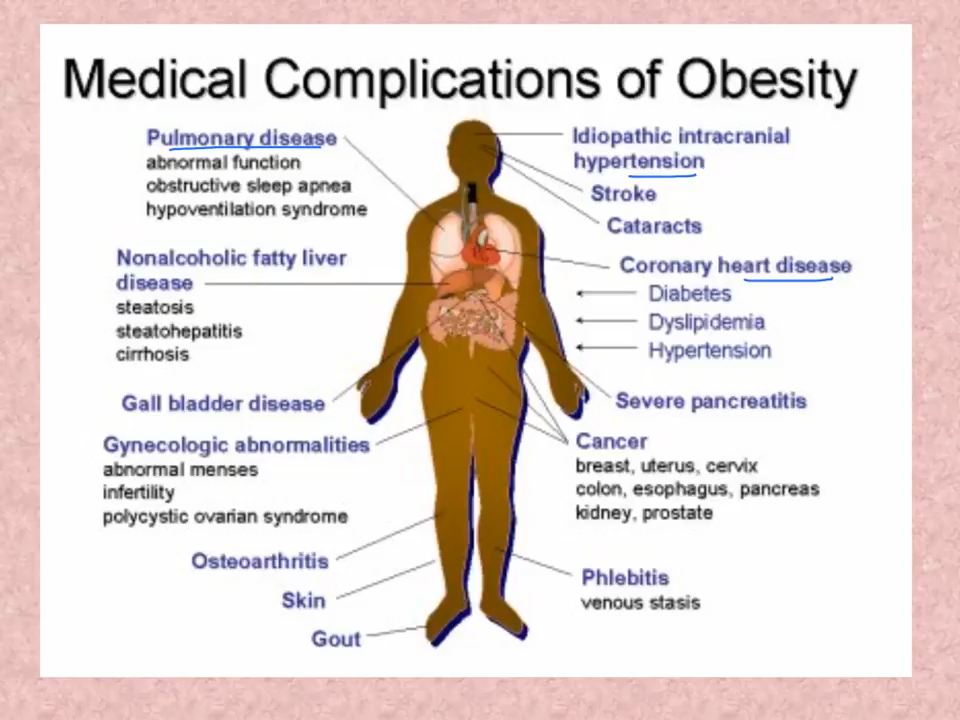 Medical Complications of Obesity
Pulmonary disease
abnormal function
obstructive sleep apnea
hypoventilation syndrome
Nonalcoholic fatty liver
disease
steatosis
steatohepatitis
cirrhosis
Gall bladder disease
Gynecologic abnormalities
abnormal menses
infertility
polycystic ovarian syndrome
Osteoarthritis
Skin
Gout
Idiopathic intracranial
hypertension
Stroke
Cataracts
Coronary heart disease
Diabetes
Dyslipidemia
Hypertension
Severe pancreatitis
Cancer
breast, uterus, cervix
colon, esophagus, pancreas
kidney, prostate
Phlebitis
venous stasis